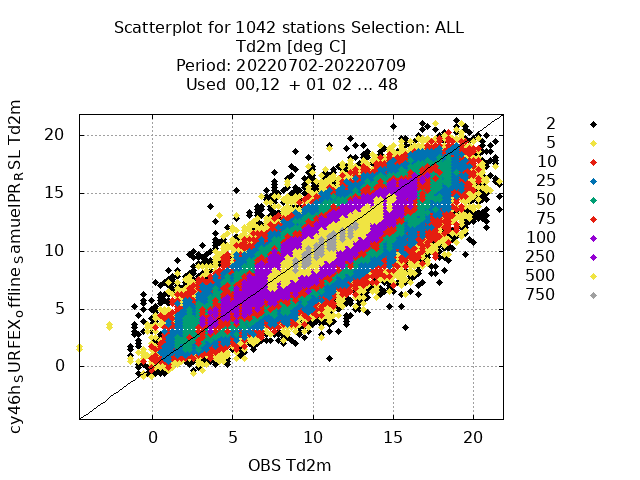 Scatterplot for 1042 stations Selection: ALL
Td2m [deg C]
Period: 20220702-20220709
Used 00,12 + 01 02 ... 48
cy46h_SURFEX_offline_samuelPR_RSL Td2m
20
15
10
5
0
0 5 10 15 20
OBS Td2m
2
5
10
25
50
75
100
250
500
750